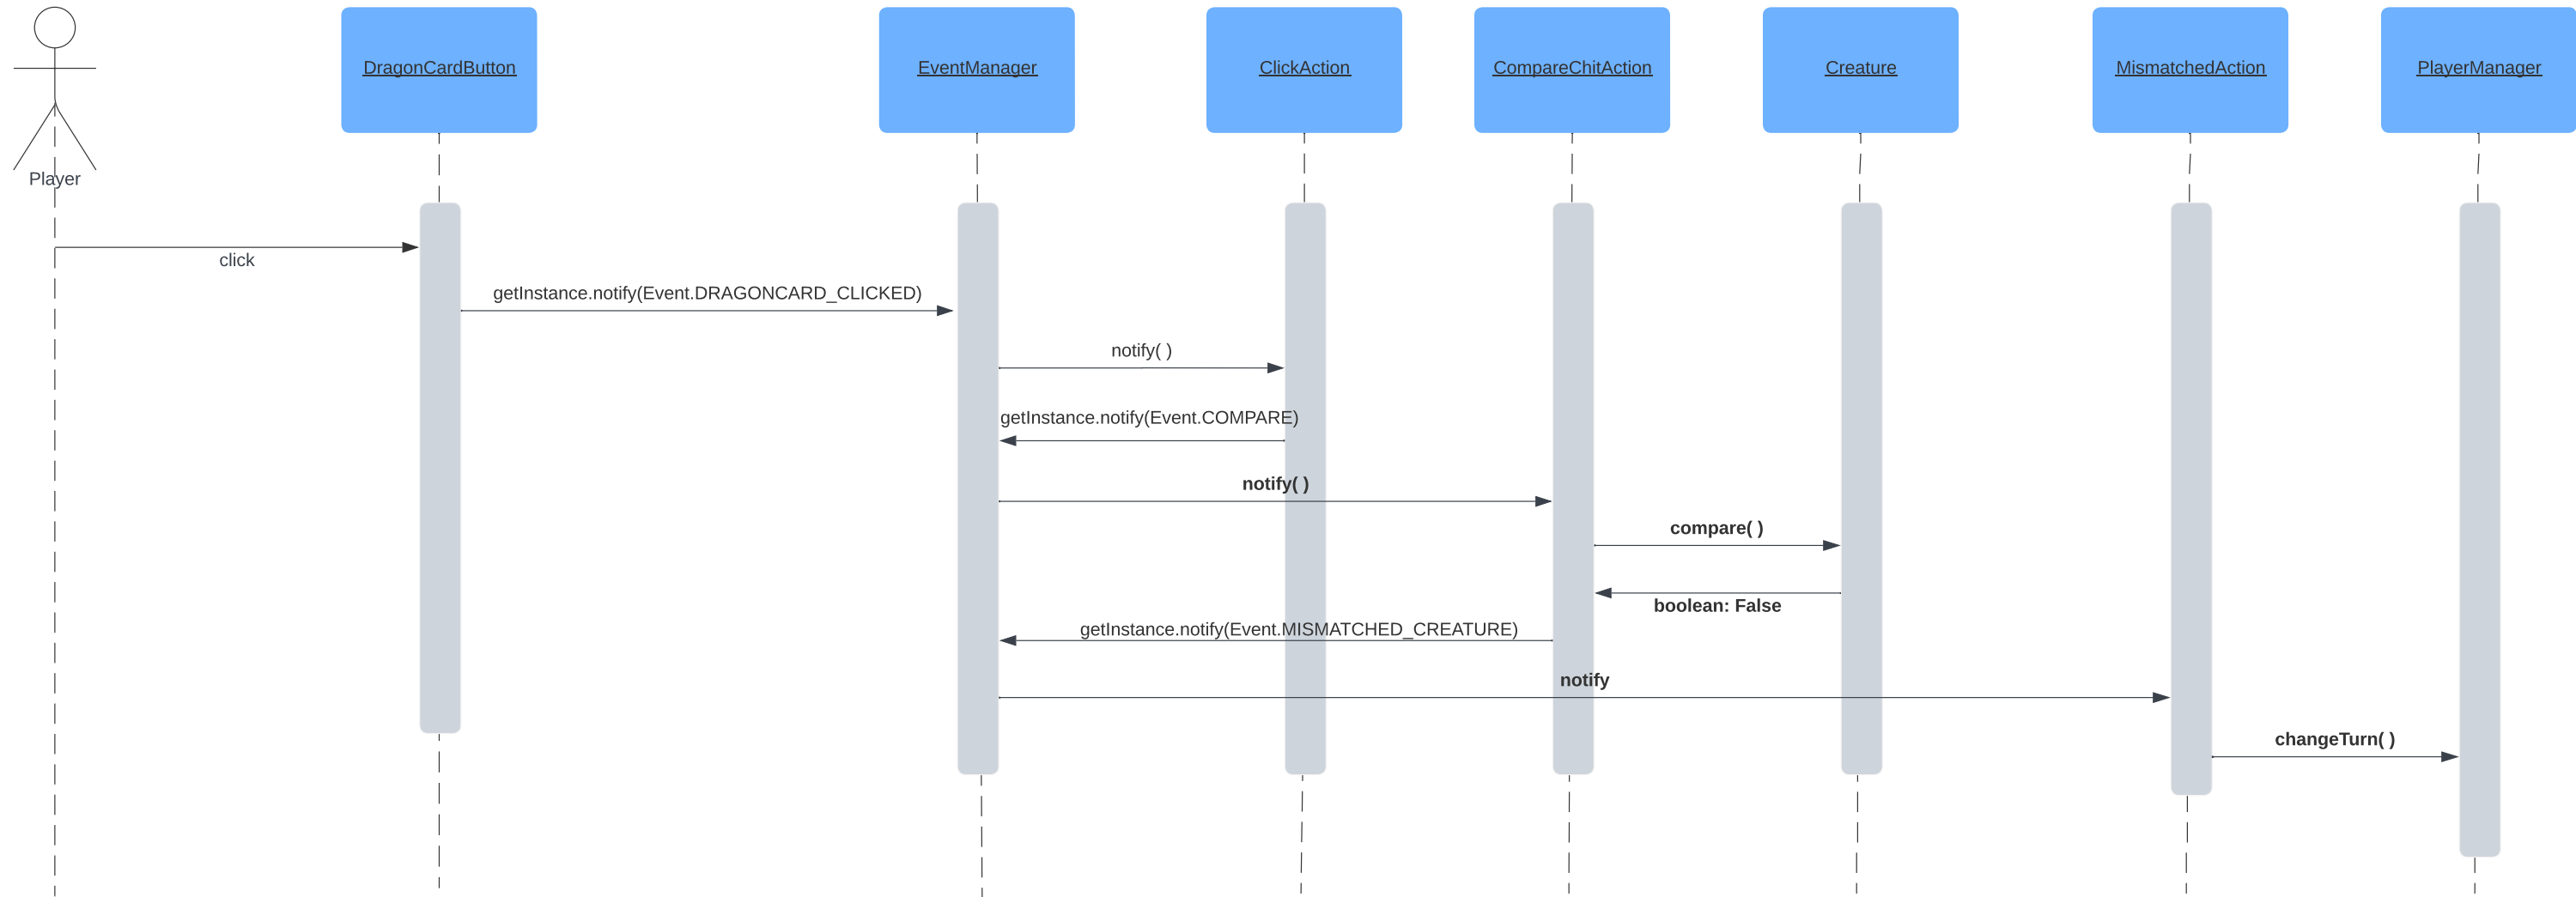 DragonCardButton
EventManager
ClickAction
CompareChitAction
Creature
MismatchedAction
PlayerManager
Player
click
getInstance.notify(Event.DRAGONCARD_CLICKED)
notify( )
getInstance.notify(Event.COMPARE)
notify( )
compare( )
boolean: False
getInstance.notify(Event.MISMATCHED_CREATURE)
notify
changeTurn( )